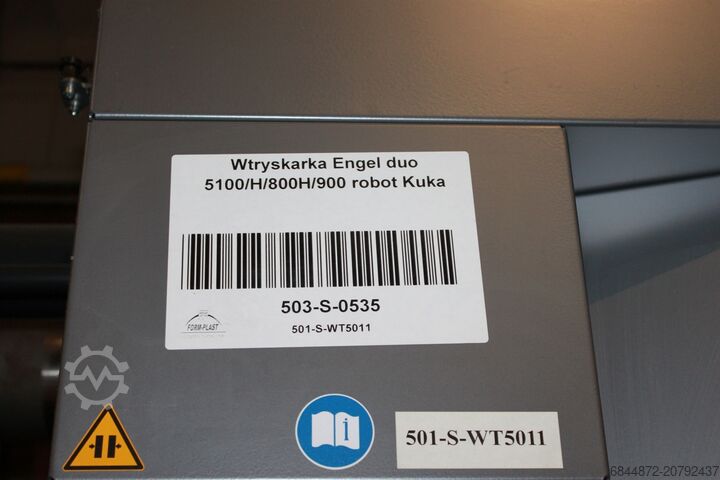 Wtryskarka Engel duo
5100/H/800H/900 robot Kuka
503-S-0535
501-S-WT5011
FORM-PLAST
501-S-WT5011
6844872-20792437